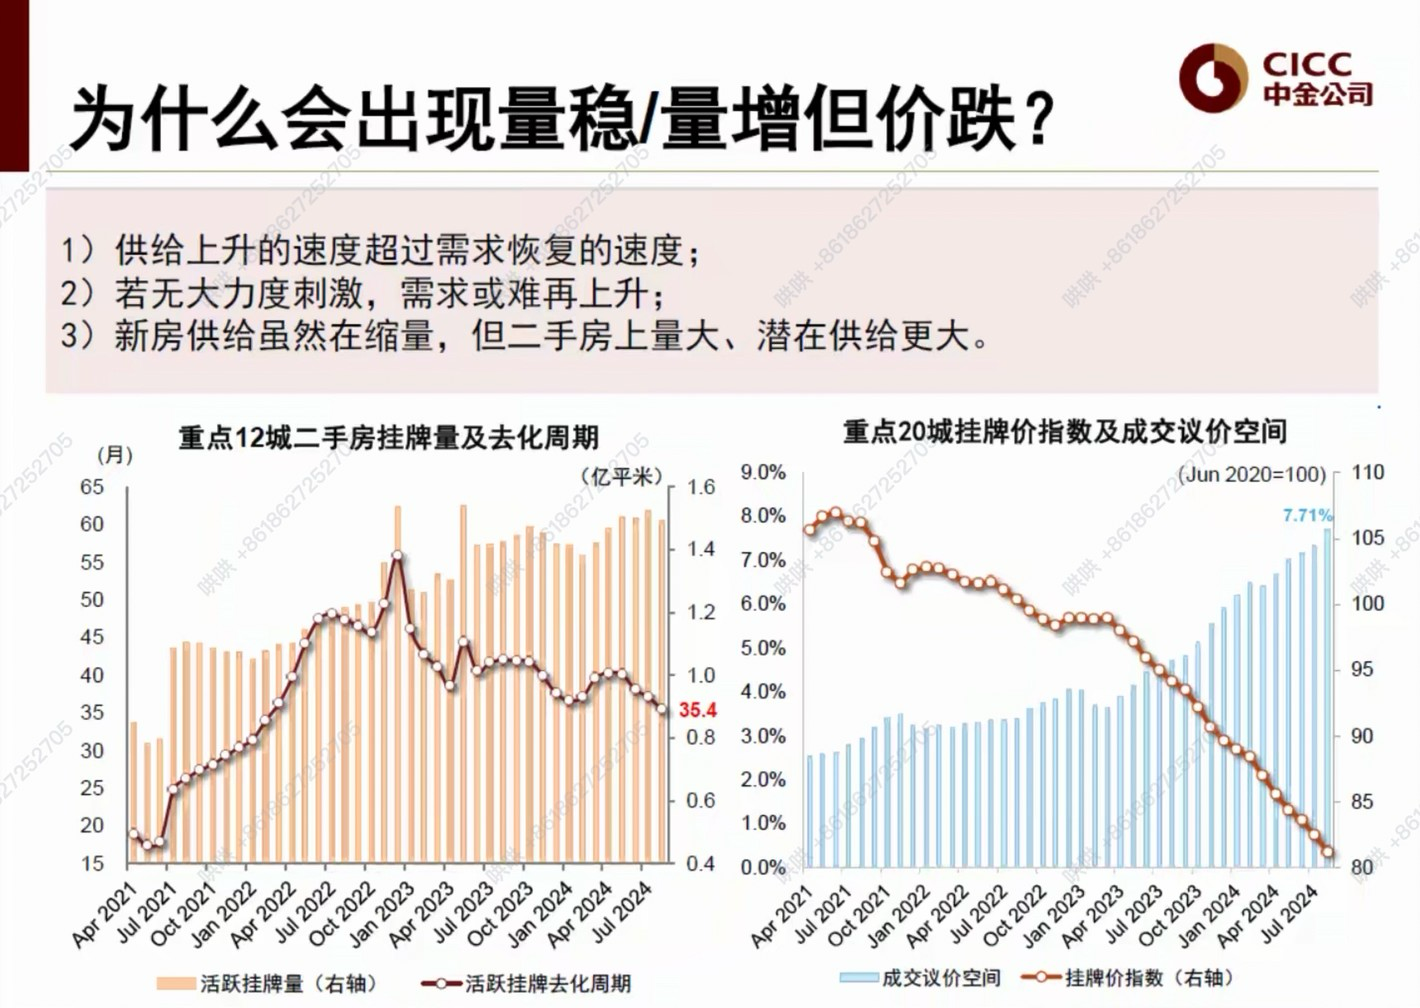 CICC
中金公司
为什么会出现量稳/量增但价跌？
1）供给上升的速度超过需求恢复的速度；
2）若无大力度刺激，需求或难再上升；
3）新房供给虽然在缩量，但二手房上量大、潜在供给更大。
重点12城二手房挂牌量及去化周期
(月)
（亿平米）
65
60
55
50
45
40
35
30
25
20
15
1.6
1.4
1.2
1.0
0.8
0.6
0.4
35.4
Apr 2021
Jul 2021
Oct 2021
Jan 2022
Apr 2022
Jul 2022
Oct 2022
Jan 2023
Apr 2023
Jul 2023
Oct 2023
Jan 2024
Apr 2024
Jul 2024
活跃挂牌量（右轴）
活跃挂牌去化周期
重点20城挂牌价指数及成交议价空间
(Jun 2020=100)
9.0%
8.0%
7.0%
6.0%
5.0%
4.0%
3.0%
2.0%
1.0%
0.0%
110
105
100
95
90
85
80
7.71%
Apr 2021
Jul 2021
Oct 2021
Jan 2022
Apr 2022
Jul 2022
Oct 2022
Jan 2023
Apr 2023
Jul 2023
Oct 2023
Jan 2024
Apr 2024
Jul 2024
成交议价空间
挂牌价指数（右轴）
哄哄 +8618627252705